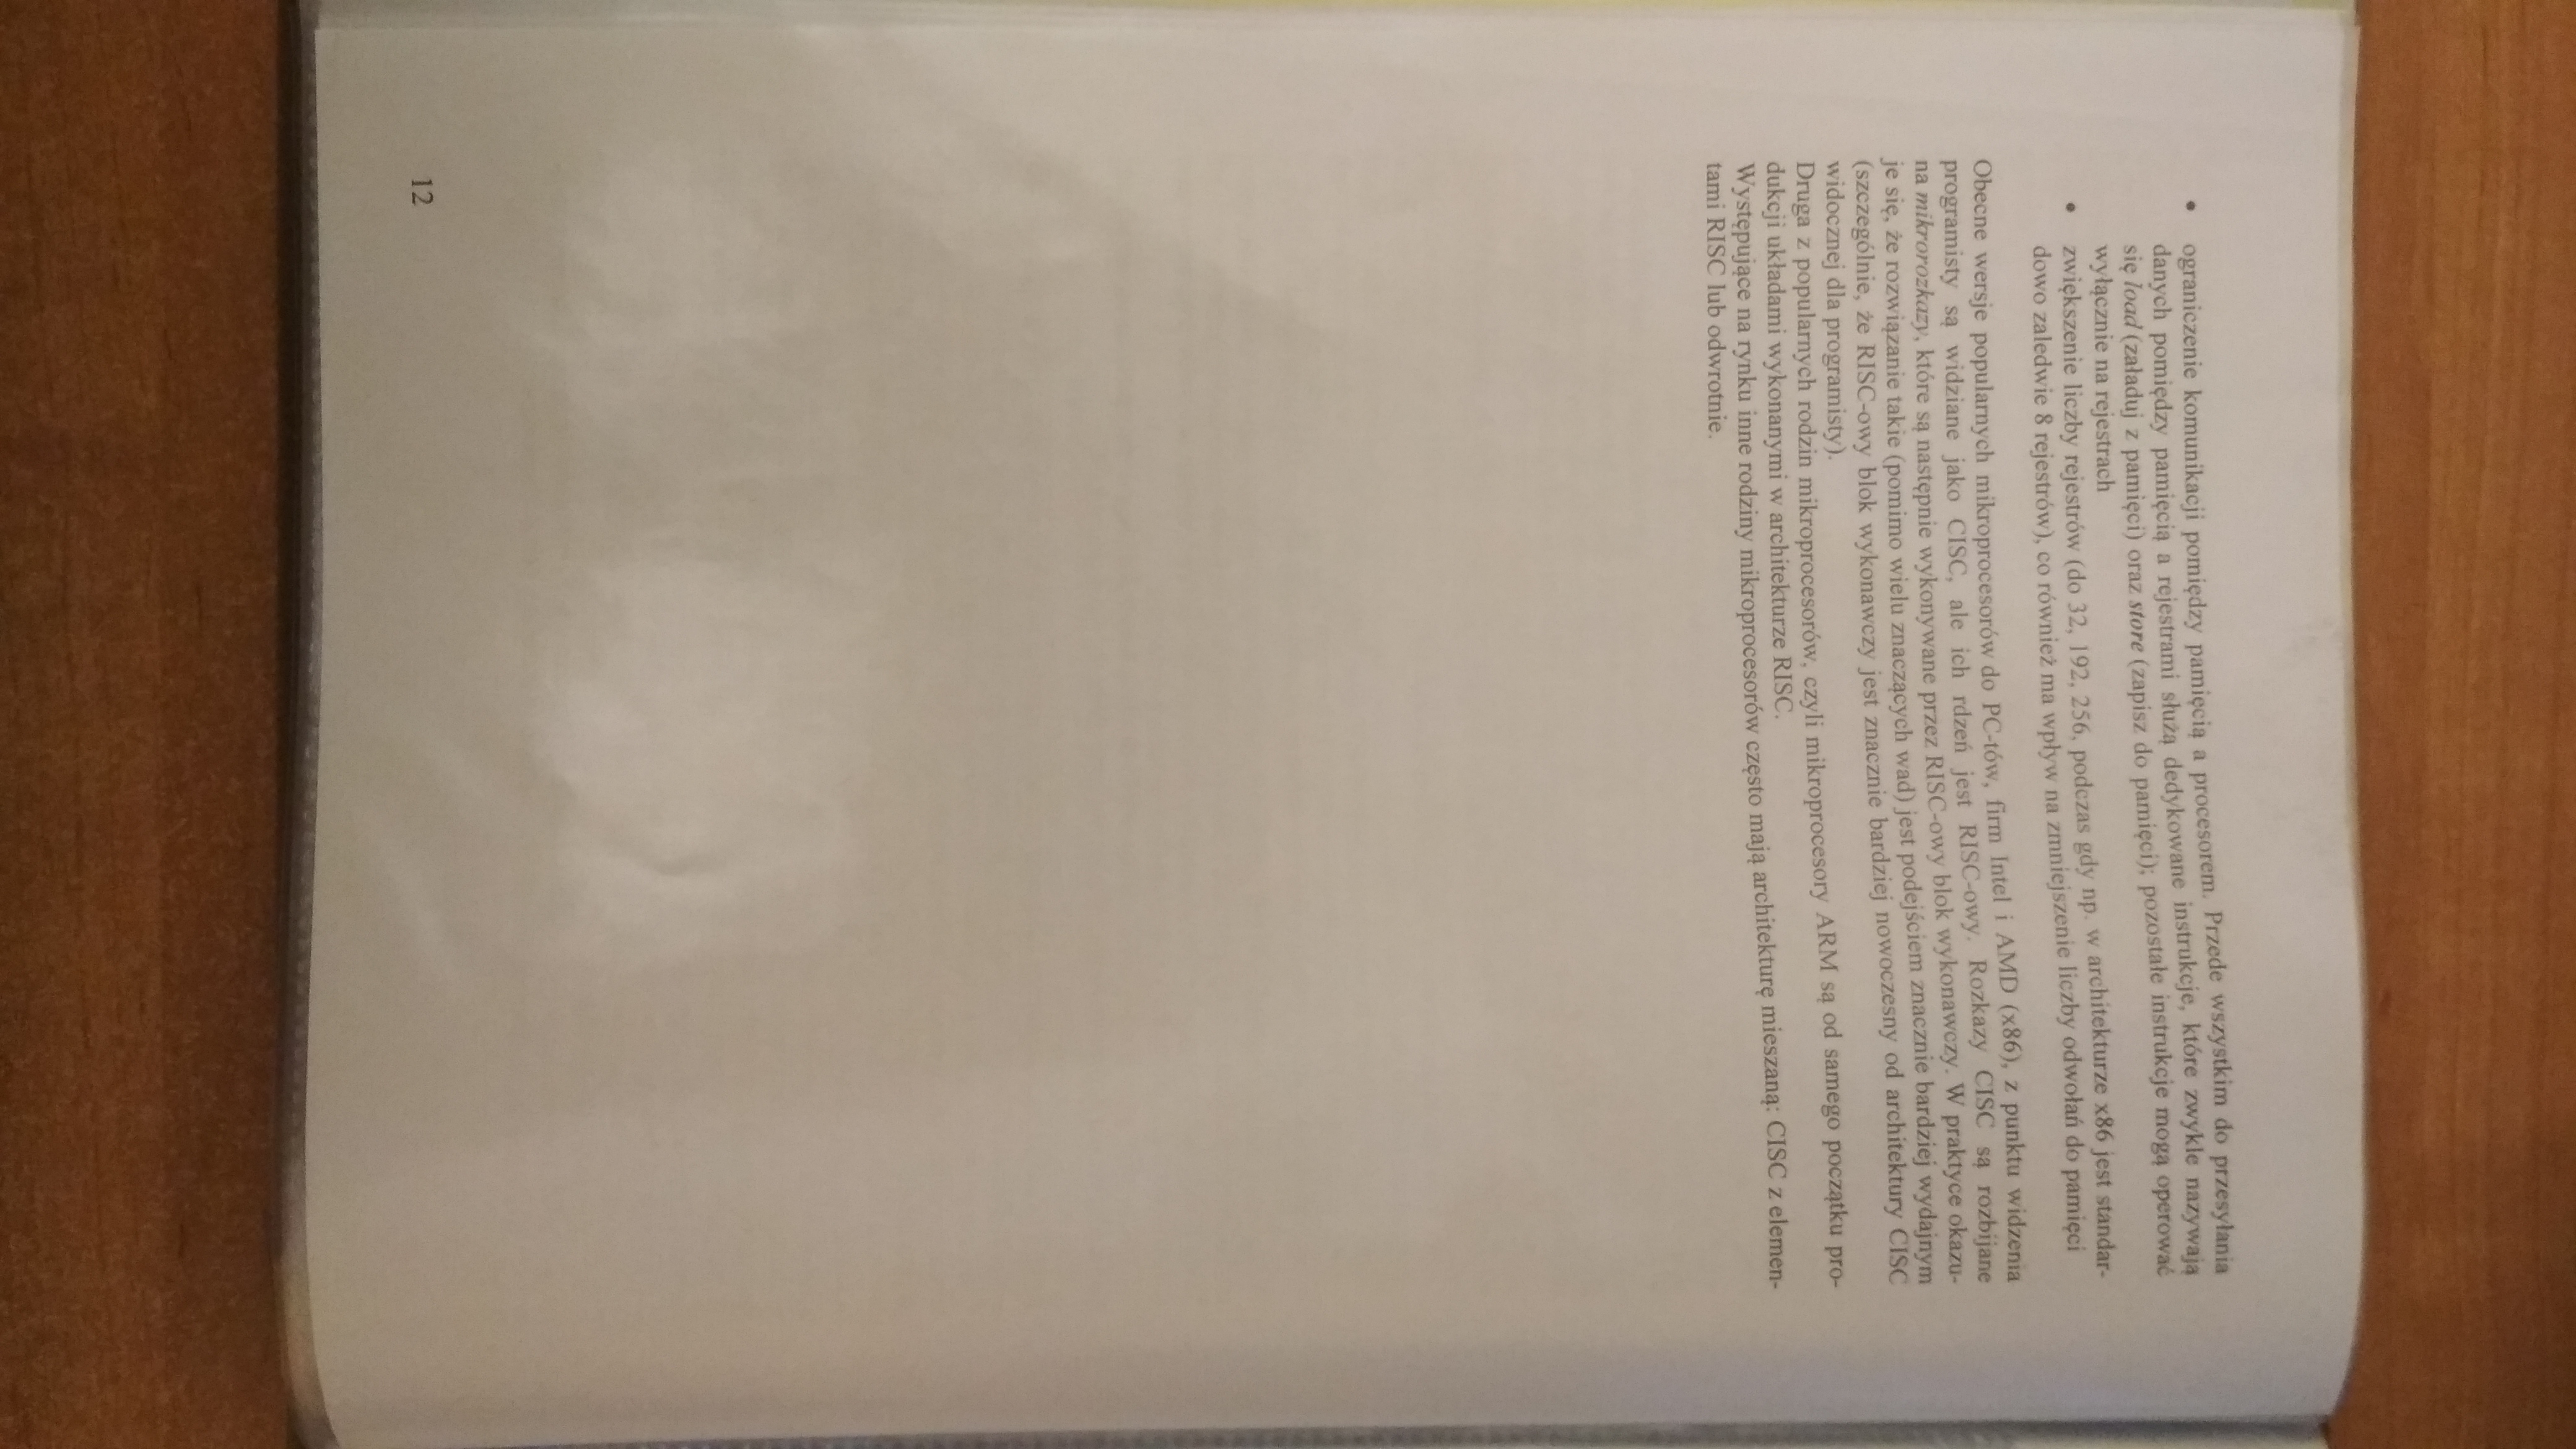 • ograniczenie komunikacji pomiędzy pamięcią a procesorem. Przede wszystkim do przesyłania
danych pomiędzy pamięcią a rejestrami służą dedykowane instrukcje, które zwykle nazywają
się load (załaduj z pamięci) oraz store (zapisz do pamięci); pozostałe instrukcje mogą operować
wyłącznie na rejestrach
• zwiększenie liczby rejestrów (do 32, 192, 256, podczas gdy np. w architekturze x86 jest standar-
dowo zaledwie 8 rejestrów), co również ma wpływ na zmniejszenie liczby odwołań do pamięci
Obecne wersje popularnych mikroprocesorów do PC-tów, firm Intel i AMD (x86), z punktu widzenia
programisty są widziane jako CISC, ale ich rdzeń jest RISC-owy. Rozkazy CISC są rozbijane
na mikrorozkazy, które są następnie wykonywane przez RISC-owy blok wykonawczy. W praktyce okazu-
je się, że rozwiązanie takie (pomimo wielu znaczących wad) jest podejściem znacznie bardziej wydajnym
(szczególnie, że RISC-owy blok wykonawczy jest znacznie bardziej nowoczesny od architektury CISC
widocznej dla programisty).
Druga z popularnych rodzin mikroprocesorów, czyli mikroprocesory ARM są od samego początku pro-
dukcji układami wykonanymi w architekturze RISC.
Występujące na rynku inne rodziny mikroprocesorów często mają architekturę mieszaną: CISC z elemen-
tami RISC lub odwrotnie.
12